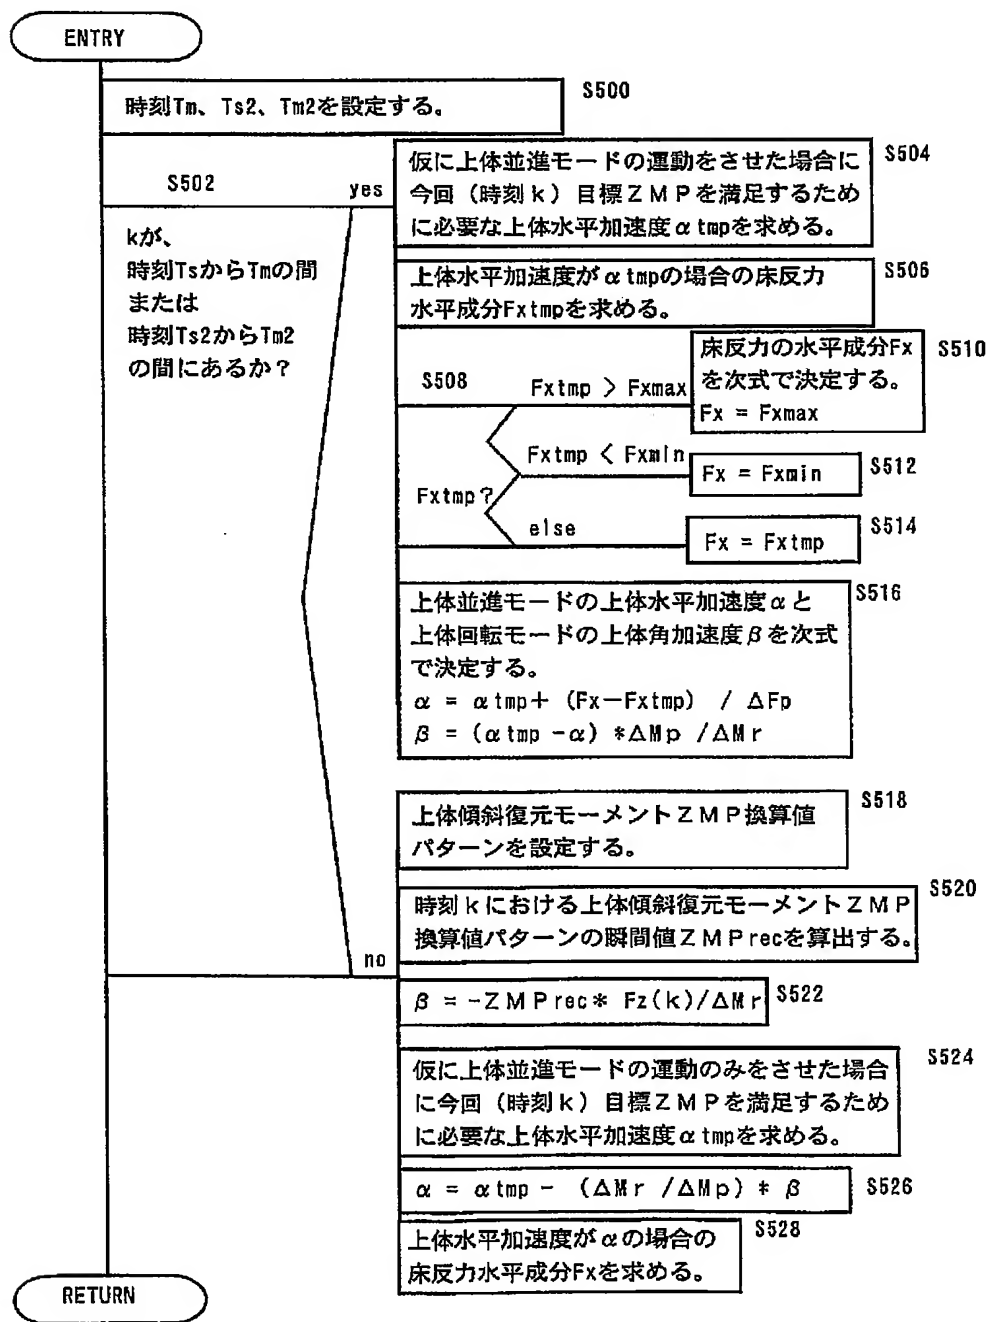 ENTRY
時刻Tm、Ts2、Tm2を設定する。
S500
S502
yes
kが、
時刻TsからTmの間
または
時刻Ts2からTm2
の間にあるか？
仮に上体並進モードの運動をさせた場合に
今回（時刻k）目標ZMPを満足するため
に必要な上体水平加速度αtmpを求める。
S504
上体水平加速度がαtmpの場合の床反力
水平成分Fxtmpを求める。
S506
S508
Fxtmp？
Fxtmp > Fxmax
床反力の水平成分Fx
を次式で決定する。
Fx = Fxmax
S510
Fxtmp < Fxmin
Fx = Fxmin
S512
else
Fx = Fxtmp
S514
上体並進モードの上体水平加速度αと
上体回転モードの上体角加速度βを次式
で決定する。
α = αtmp＋ (Fx－Fxtmp) / ΔFp
β = (αtmp -α) *ΔMp /ΔMr
S516
no
上体傾斜復元モーメントZMP換算値
パターンを設定する。
S518
時刻kにおける上体傾斜復元モーメントZMP
換算値パターンの瞬間値ZMPrecを算出する。
S520
β = -ZMPrec* Fz(k)/ΔMr
S522
仮に上体並進モードの運動のみをさせた場合
に今回（時刻k）目標ZMPを満足するため
に必要な上体水平加速度αtmpを求める。
S524
α = αtmp - (ΔMr /ΔMp) * β
S526
上体水平加速度がαの場合の
床反力水平成分Fxを求める。
S528
RETURN